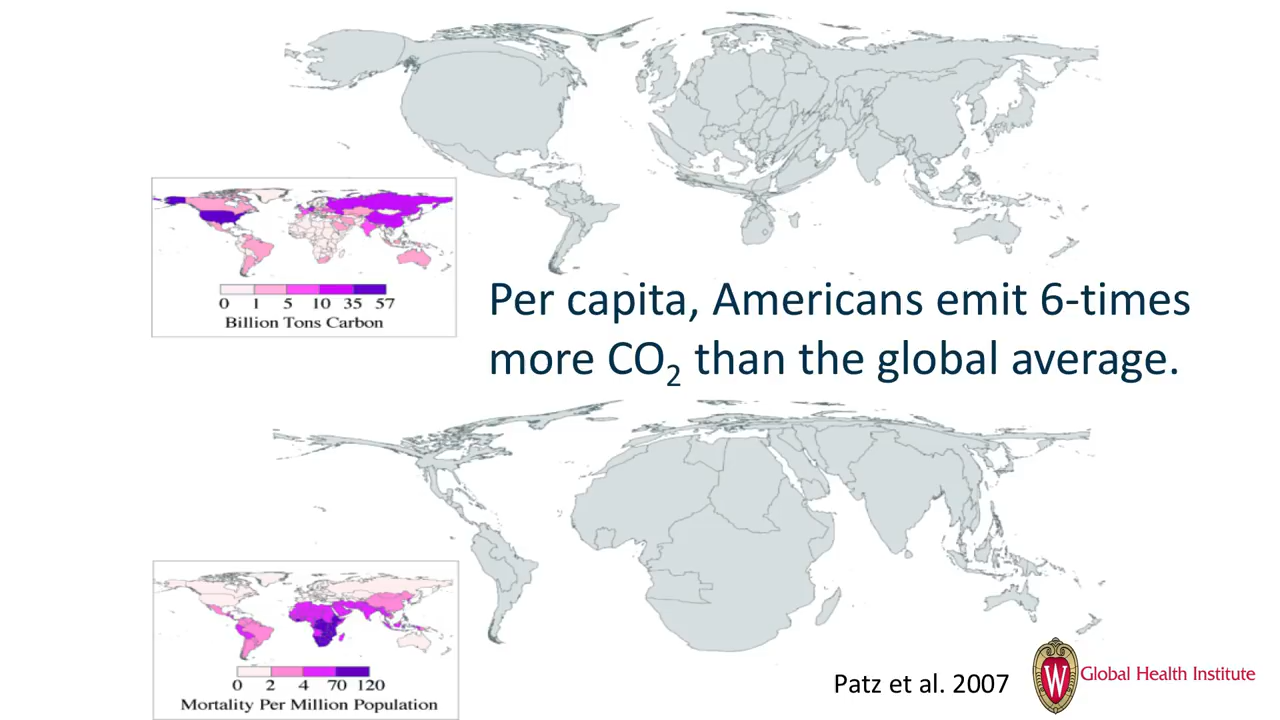 0 1 5 10 35 57
Billion Tons Carbon
Per capita, Americans emit 6-times
more CO₂ than the global average.
0 2 4 70 120
Mortality Per Million Population
Patz et al. 2007
W
Global Health Institute